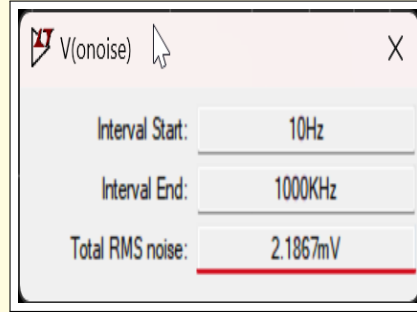 V(onoise)
Interval Start: 10Hz
Interval End: 1000KHz
Total RMS noise: 2.1867mV